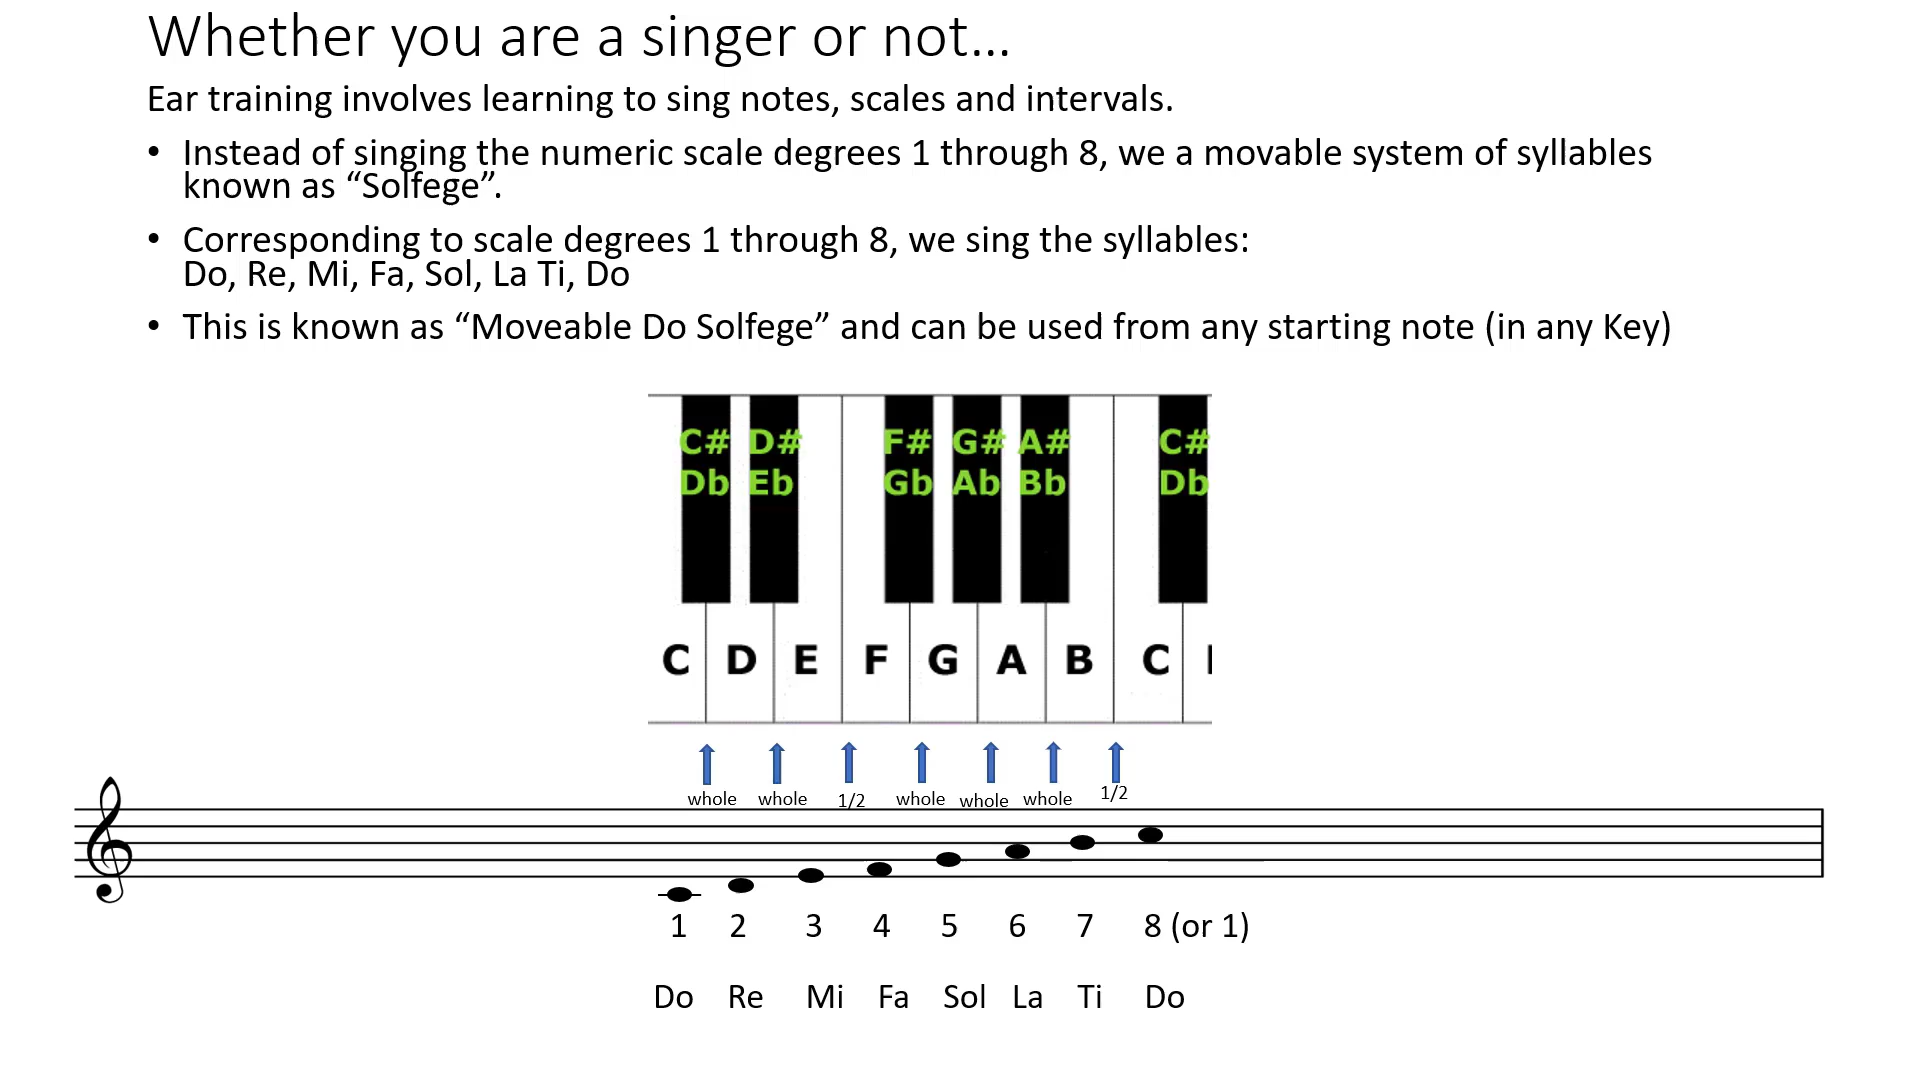 Whether you are a singer or not…
Ear training involves learning to sing notes, scales and intervals.
• Instead of singing the numeric scale degrees 1 through 8, we a movable system of syllables
known as “Solfege”.
• Corresponding to scale degrees 1 through 8, we sing the syllables:
Do, Re, Mi, Fa, Sol, La Ti, Do
• This is known as “Moveable Do Solfege” and can be used from any starting note (in any Key)
C# D# F# G# A# C#
Db Eb Gb Ab Bb Db
C D E F G A B C
whole whole 1/2 whole whole whole 1/2
1 2 3 4 5 6 7 8 (or 1)
Do Re Mi Fa Sol La Ti Do